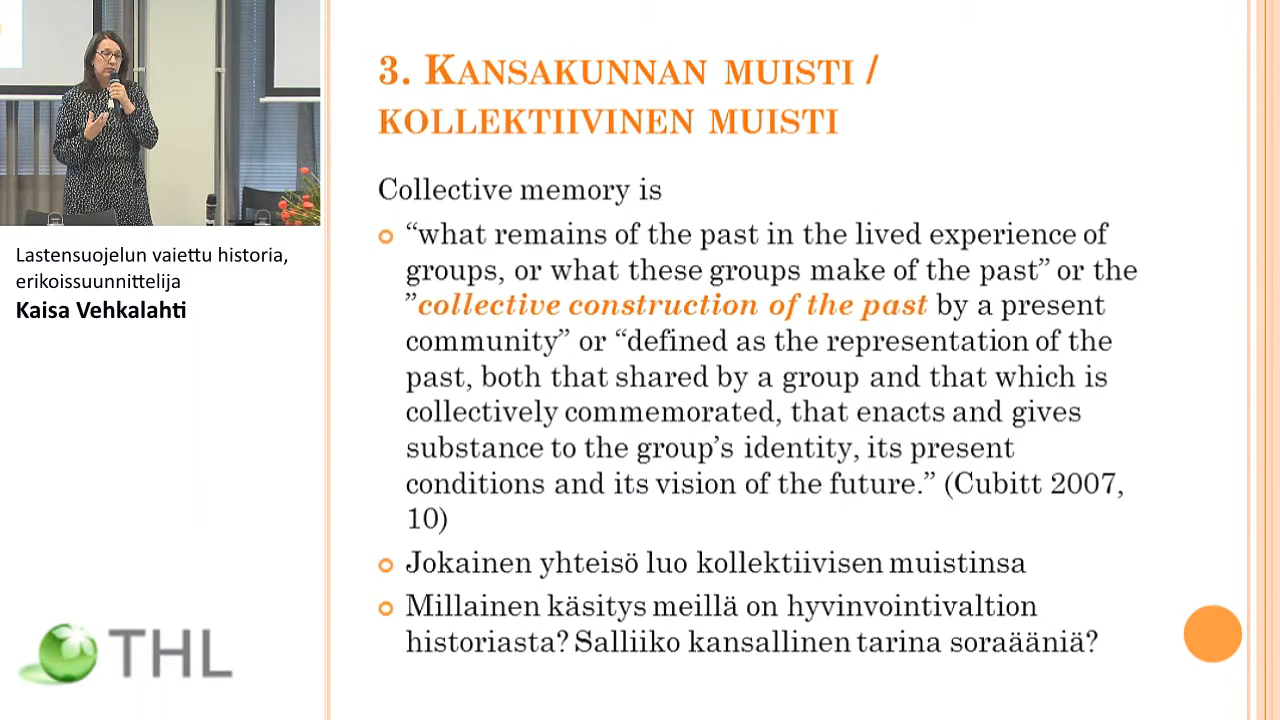 3. Kansakunnan muisti /
kollektiivinen muisti
Collective memory is
“what remains of the past in the lived experience of
groups, or what these groups make of the past” or the
”collective construction of the past by a present
community” or “defined as the representation of the
past, both that shared by a group and that which is
collectively commemorated, that enacts and gives
substance to the group’s identity, its present
conditions and its vision of the future.” (Cubitt 2007,
10)
Jokainen yhteisö luo kollektiivisen muistinsa
Millainen käsitys meillä on hyvinvointivaltion
historiasta? Salliiko kansallinen tarina soraääniä?
Lastensuojelun vaiettu historia,
erikoissuunnittelija
Kaisa Vehkalahti
THL